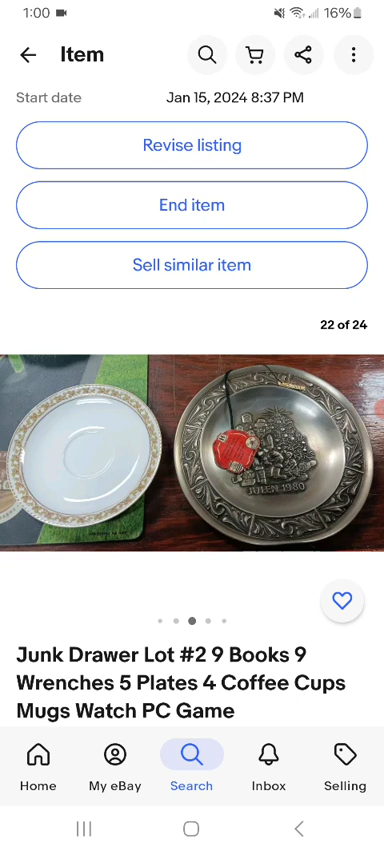 1:00
16%
Item
Start date Jan 15, 2024 8:37 PM
Revise listing
End item
Sell similar item
22 of 24
JULEN 1980
Junk Drawer Lot #2 9 Books 9
Wrenches 5 Plates 4 Coffee Cups
Mugs Watch PC Game
Home My eBay Search Inbox Selling